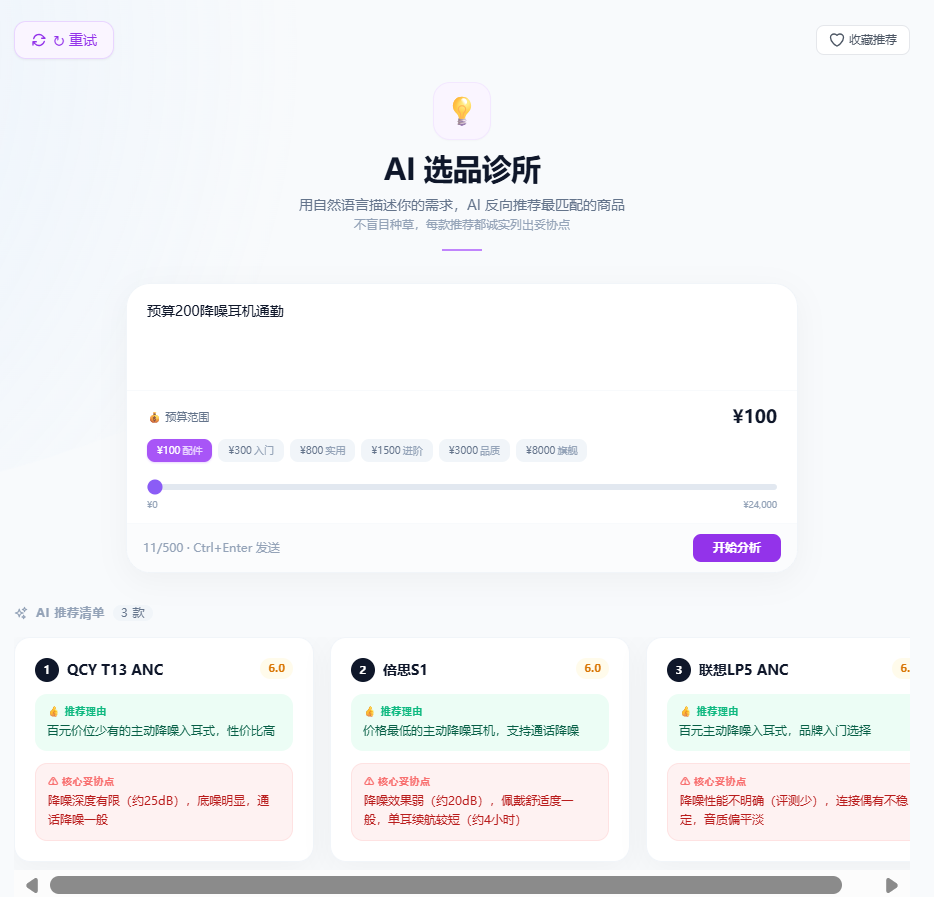 ↻ 重试
收藏推荐
AI 选品诊所
用自然语言描述你的需求，AI 反向推荐最匹配的商品
不盲目种草，每款推荐都诚实列出妥协点
预算200降噪耳机通勤
预算范围
¥100
¥100 配件
¥300 入门
¥800 实用
¥1500 进阶
¥3000 品质
¥8000 旗舰
¥0
¥24,000
11/500 · Ctrl+Enter 发送
开始分析
AI 推荐清单
3 款
1
QCY T13 ANC
6.0
推荐理由
百元价位少有的主动降噪入耳式，性价比高
核心妥协点
降噪深度有限（约25dB），底噪明显，通
话降噪一般
2
倍思S1
6.0
推荐理由
价格最低的主动降噪耳机，支持通话降噪
核心妥协点
降噪效果弱（约20dB），佩戴舒适度一
般，单耳续航较短（约4小时）
3
联想LP5 ANC
6.
推荐理由
百元主动降噪入耳式，品牌入门选择
核心妥协点
降噪性能不明确（评测少），连接偶有不稳
定，音质偏平淡